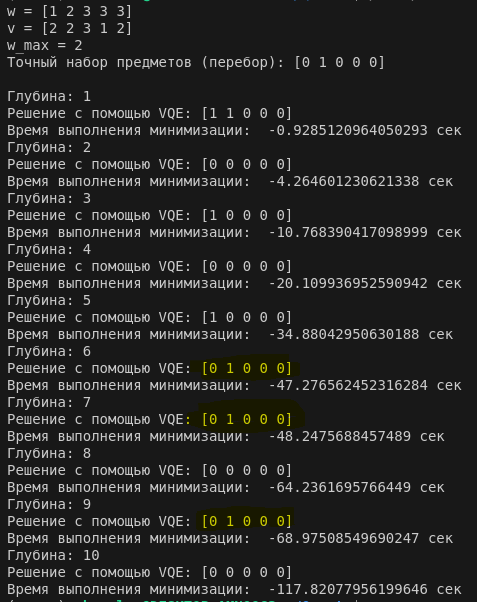 w = [1 2 3 3 3]
v = [2 2 3 1 2]
w_max = 2
Точный набор предметов (перебор): [0 1 0 0 0]
Глубина: 1
Решение с помощью VQE: [1 1 0 0 0]
Время выполнения минимизации:  -0.9285120964050293 сек
Глубина: 2
Решение с помощью VQE: [0 0 0 0 0]
Время выполнения минимизации:  -4.264601230621338 сек
Глубина: 3
Решение с помощью VQE: [1 0 0 0 0]
Время выполнения минимизации:  -10.768390417098999 сек
Глубина: 4
Решение с помощью VQE: [0 0 0 0 0]
Время выполнения минимизации:  -20.109936952590942 сек
Глубина: 5
Решение с помощью VQE: [1 0 0 0 0]
Время выполнения минимизации:  -34.88042950630188 сек
Глубина: 6
Решение с помощью VQE: [0 1 0 0 0]
Время выполнения минимизации:  -47.276562452316284 сек
Глубина: 7
Решение с помощью VQE: [0 1 0 0 0]
Время выполнения минимизации:  -48.2475688457489 сек
Глубина: 8
Решение с помощью VQE: [0 0 0 0 0]
Время выполнения минимизации:  -64.2361695766449 сек
Глубина: 9
Решение с помощью VQE: [0 1 0 0 0]
Время выполнения минимизации:  -68.97508549690247 сек
Глубина: 10
Решение с помощью VQE: [0 0 0 0 0]
Время выполнения минимизации:  -117.82077956199646 сек